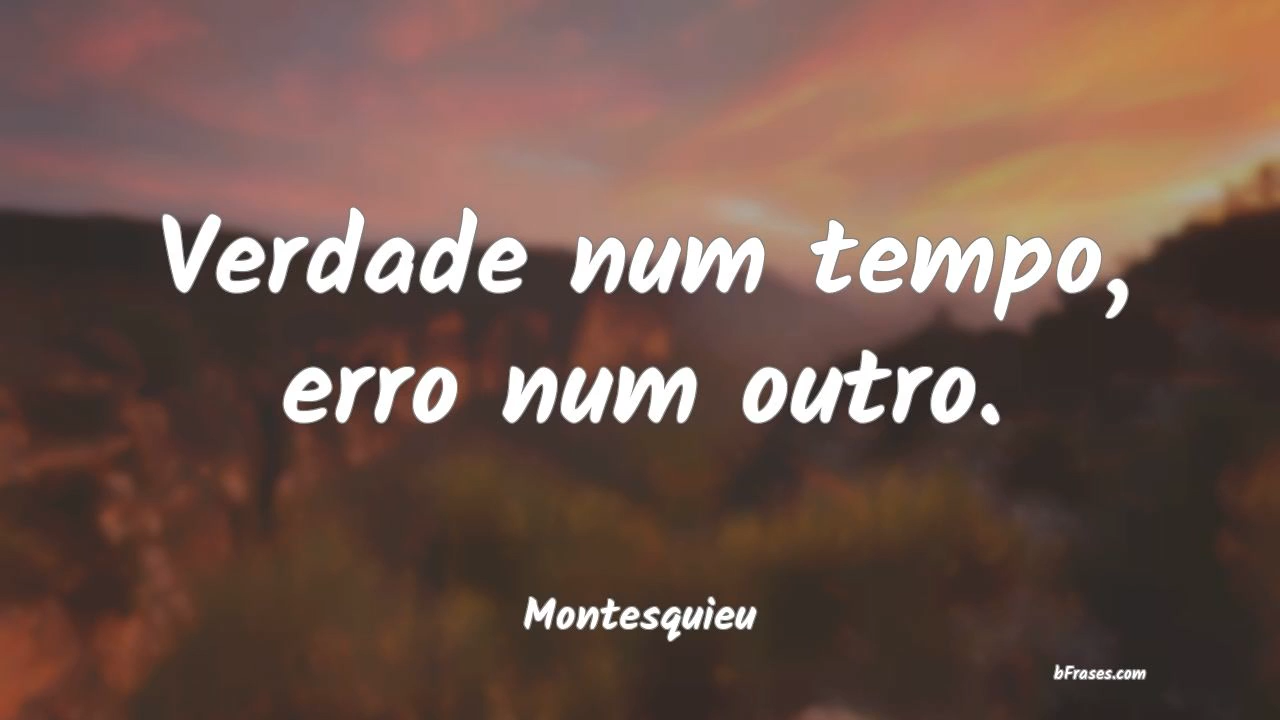 Verdade num tempo,
erro num outro.
Montesquieu
bFrases.com